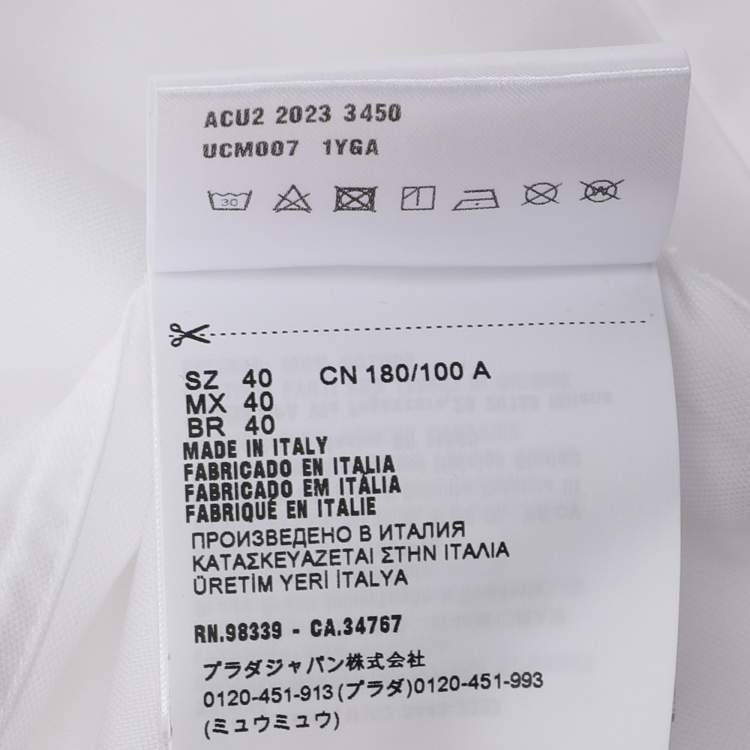 ACU2 2023 3450
UCM007 1YGA
30
SZ 40 CN 180/100 A
MX 40
BR 40
MADE IN ITALY
FABRICADO EN ITALIA
FABRICADO EM ITÁLIA
FABRIQUÉ EN ITALIE
ПРОИЗВЕДЕНО В ИТАЛИЯ
ΚΑΤΑΣΚΕΥΑΖΕΤΑΙ ΣΤΗΝ ΙΤΑΛΙΑ
ÜRETİM YERİ İTALYA
RN.98339 - CA.34767
プラダジャパン株式会社
0120-451-913(プラダ)0120-451-993
(ミュウミュウ)